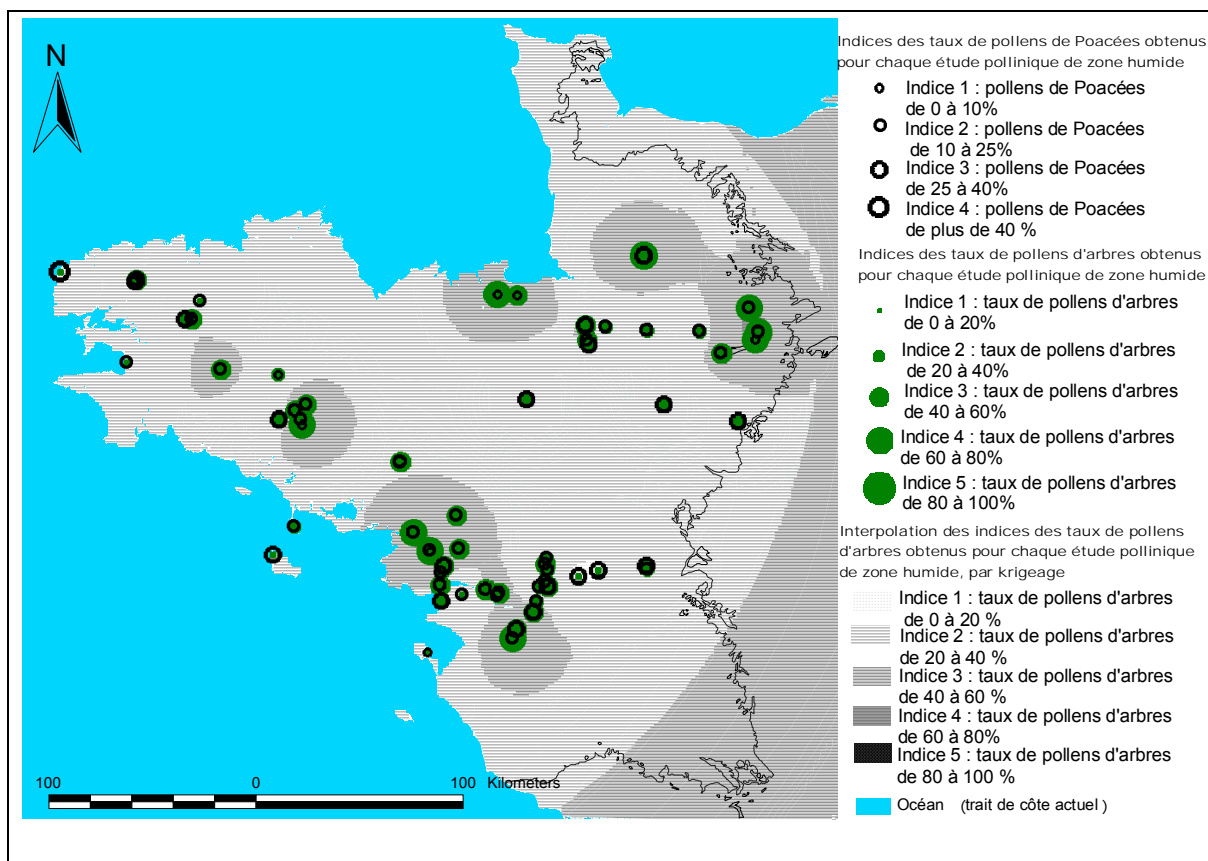 N
Indices des taux de pollens de Poacées obtenus
pour chaque étude pollinique de zone humide
Indice 1 : pollens de Poacées
de 0 à 10%
Indice 2 : pollens de Poacées
de 10 à 25%
Indice 3 : pollens de Poacées
de 25 à 40%
Indice 4 : pollens de Poacées
de plus de 40 %
Indices des taux de pollens d'arbres obtenus
pour chaque étude pollinique de zone humide
Indice 1 : taux de pollens d'arbres
de 0 à 20%
Indice 2 : taux de pollens d'arbres
de 20 à 40%
Indice 3 : taux de pollens d'arbres
de 40 à 60%
Indice 4 : taux de pollens d'arbres
de 60 à 80%
Indice 5 : taux de pollens d'arbres
de 80 à 100%
Interpolation des indices des taux de pollens
d'arbres obtenus pour chaque étude pollinique
de zone humide, par krigeage
Indice 1 : taux de pollens d'arbres
de 0 à 20 %
Indice 2 : taux de pollens d'arbres
de 20 à 40 %
Indice 3 : taux de pollens d'arbres
de 40 à 60 %
Indice 4 : taux de pollens d'arbres
de 60 à 80%
Indice 5 : taux de pollens d'arbres
de 80 à 100 %
Océan (trait de côte actuel)
100 0 100 Kilometers